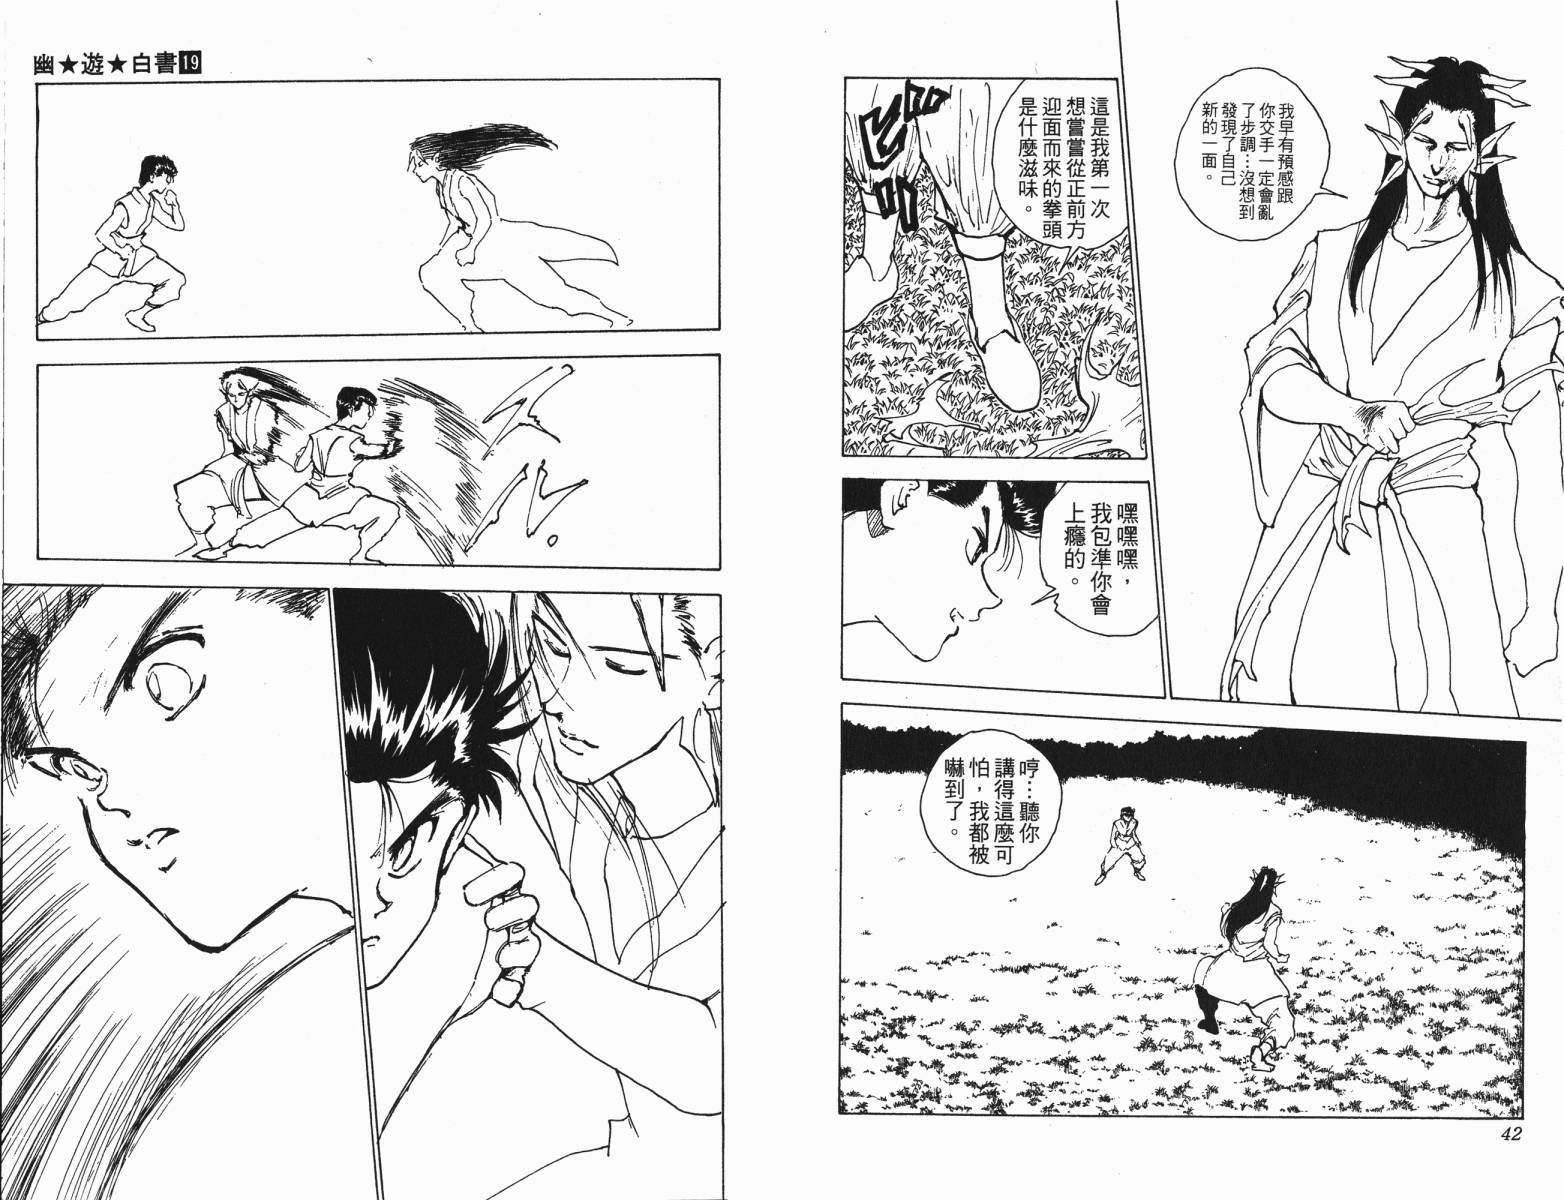 我早有預感跟
你交手一定會亂
了步調…沒想到
發現了自己
新的一面。
這是我第一次
想嘗嘗從正前方
迎面而來的拳頭
是什麼滋味。
嘿嘿嘿，
我包準你會
上癮的。
哼…聽你
講得這麼可
怕，我都被
嚇到了。
42
幽★遊★白書19